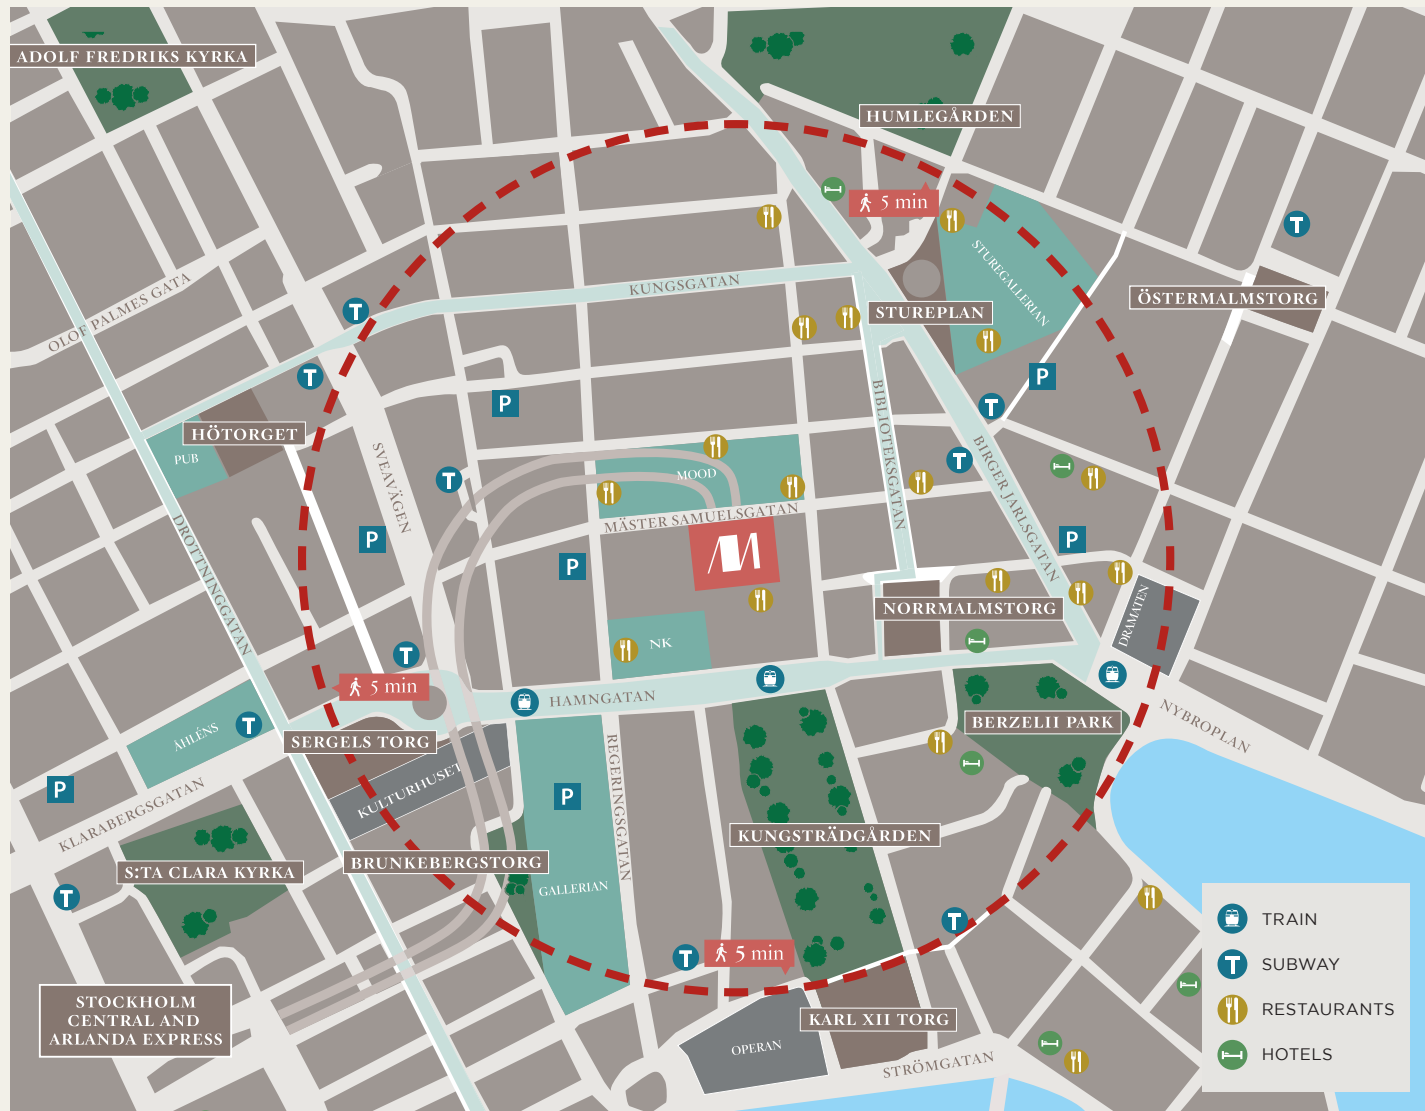 ADOLF FREDRIKS KYRKA
HUMLEGÅRDEN
5 min
T
STUREGALLERIAN
OLOF PALMES GATA
KUNGSGATAN
T
ÖSTERMALMSTORG
STUREPLAN
T
P
P
T
BIBLIOTEKSGATAN
HÖTORGET
PUB
SVEAVÄGEN
BIRGER JARLSGATAN
T
T
MOOD
MÄSTER SAMUELSGATAN
DROTTNINGGATAN
P
P
P
M
NORRMALMSTORG
DRAMATEN
NK
T
5 min
HAMNGATAN
ÅHLÉNS
T
SERGELS TORG
BERZELII PARK
NYBROPLAN
KULTURHUSET
REGERINGSGATAN
P
P
KLARABERGSGATAN
KUNGSTRÄDGÅRDEN
BRUNKEBERGSTORG
S:TA CLARA KYRKA
GALLERIAN
T
T
T
5 min
TRAIN
T SUBWAY
RESTAURANTS
HOTELS
STOCKHOLM
CENTRAL AND
ARLANDA EXPRESS
KARL XII TORG
OPERAN
STRÖMGATAN